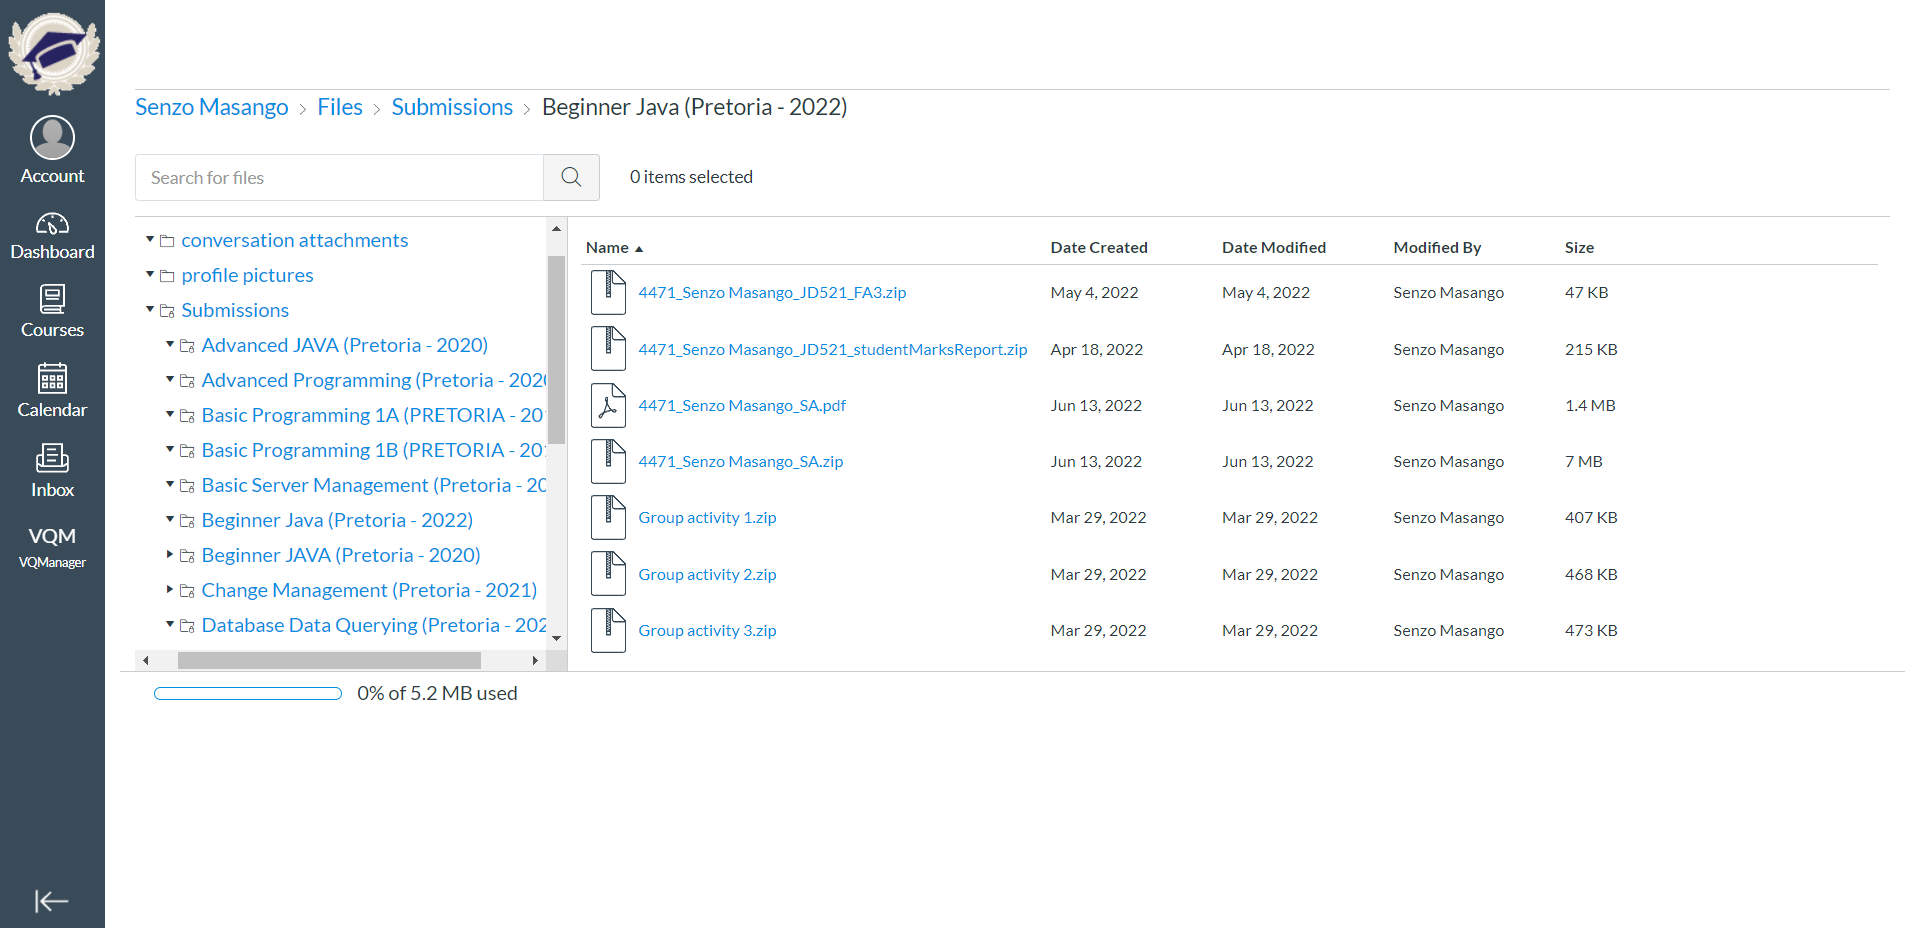 Account
Dashboard
Courses
Calendar
Inbox
VQM
VQManager
Senzo Masango > Files > Submissions > Beginner Java (Pretoria - 2022)
Search for files
0 items selected
conversation attachments
profile pictures
Submissions
Advanced JAVA (Pretoria - 2020)
Advanced Programming (Pretoria - 202
Basic Programming 1A (PRETORIA - 20
Basic Programming 1B (PRETORIA - 20
Basic Server Management (Pretoria - 20
Beginner Java (Pretoria - 2022)
Beginner JAVA (Pretoria - 2020)
Change Management (Pretoria - 2021)
Database Data Querying (Pretoria - 202
Name Date Created Date Modified Modified By Size
4471_Senzo Masango_JD521_FA3.zip May 4, 2022 May 4, 2022 Senzo Masango 47 KB
4471_Senzo Masango_JD521_studentMarksReport.zip Apr 18, 2022 Apr 18, 2022 Senzo Masango 215 KB
4471_Senzo Masango_SA.pdf Jun 13, 2022 Jun 13, 2022 Senzo Masango 1.4 MB
4471_Senzo Masango_SA.zip Jun 13, 2022 Jun 13, 2022 Senzo Masango 7 MB
Group activity 1.zip Mar 29, 2022 Mar 29, 2022 Senzo Masango 407 KB
Group activity 2.zip Mar 29, 2022 Mar 29, 2022 Senzo Masango 468 KB
Group activity 3.zip Mar 29, 2022 Mar 29, 2022 Senzo Masango 473 KB
0% of 5.2 MB used